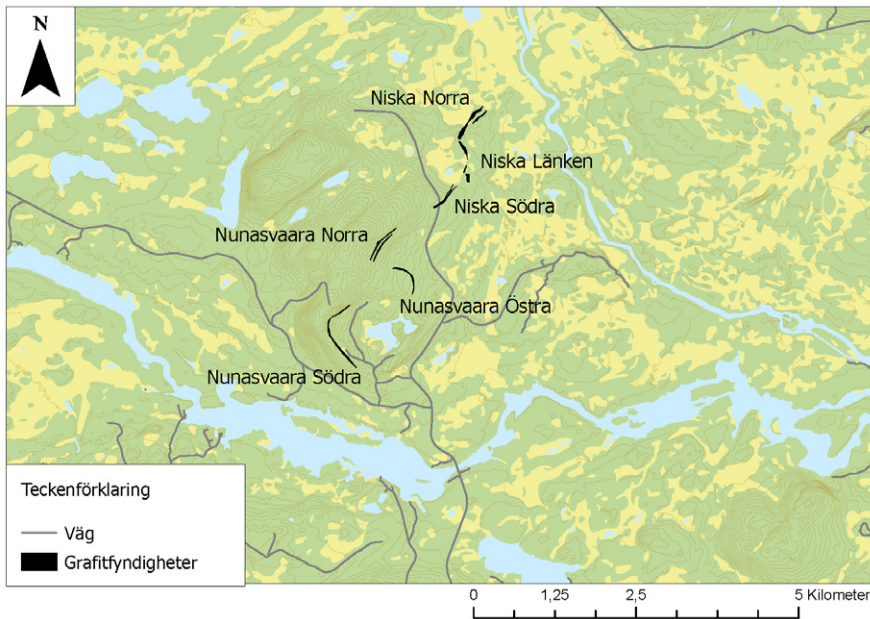 N
Niska Norra
Niska Länken
Niska Södra
Nunasvaara Norra
Nunasvaara Östra
Nunasvaara Södra
Teckenförklaring
Väg
Grafitfyndigheter
0 1,25 2,5 5 Kilometer